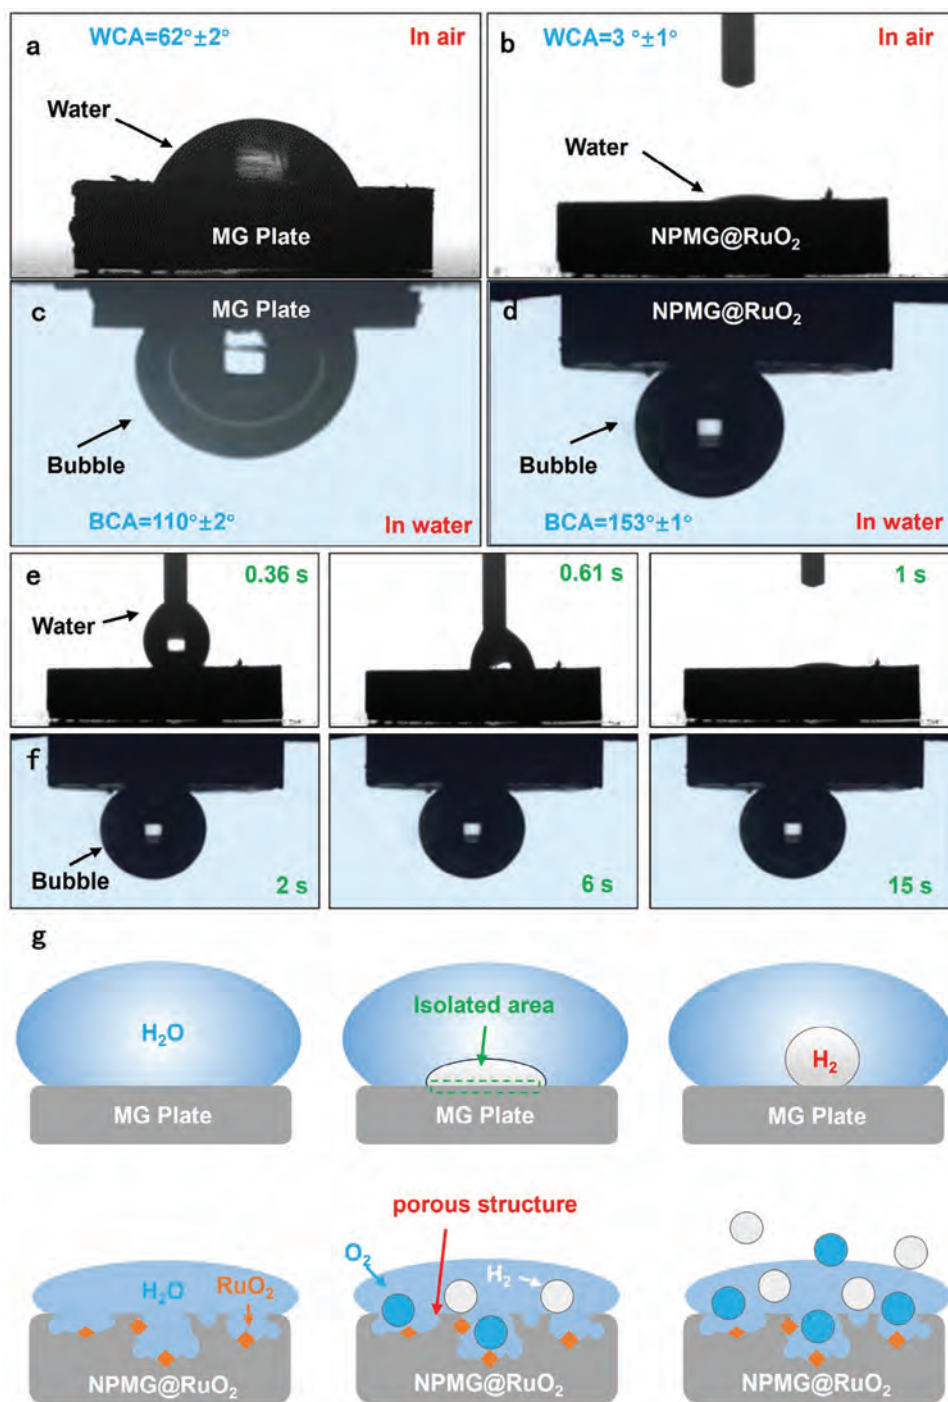 a
WCA=62°±2°
In air
Water
MG Plate
b
WCA=3 °±1°
In air
Water
NPMG@RuO₂
c
MG Plate
Bubble
BCA=110°±2°
In water
d
NPMG@RuO₂
Bubble
BCA=153°±1°
In water
e
0.36 s
Water
0.61 s
1 s
f
Bubble
2 s
6 s
15 s
g
H₂O
MG Plate
Isolated area
MG Plate
H₂
MG Plate
H₂O
RuO₂
NPMG@RuO₂
porous structure
O₂
H₂
NPMG@RuO₂
NPMG@RuO₂